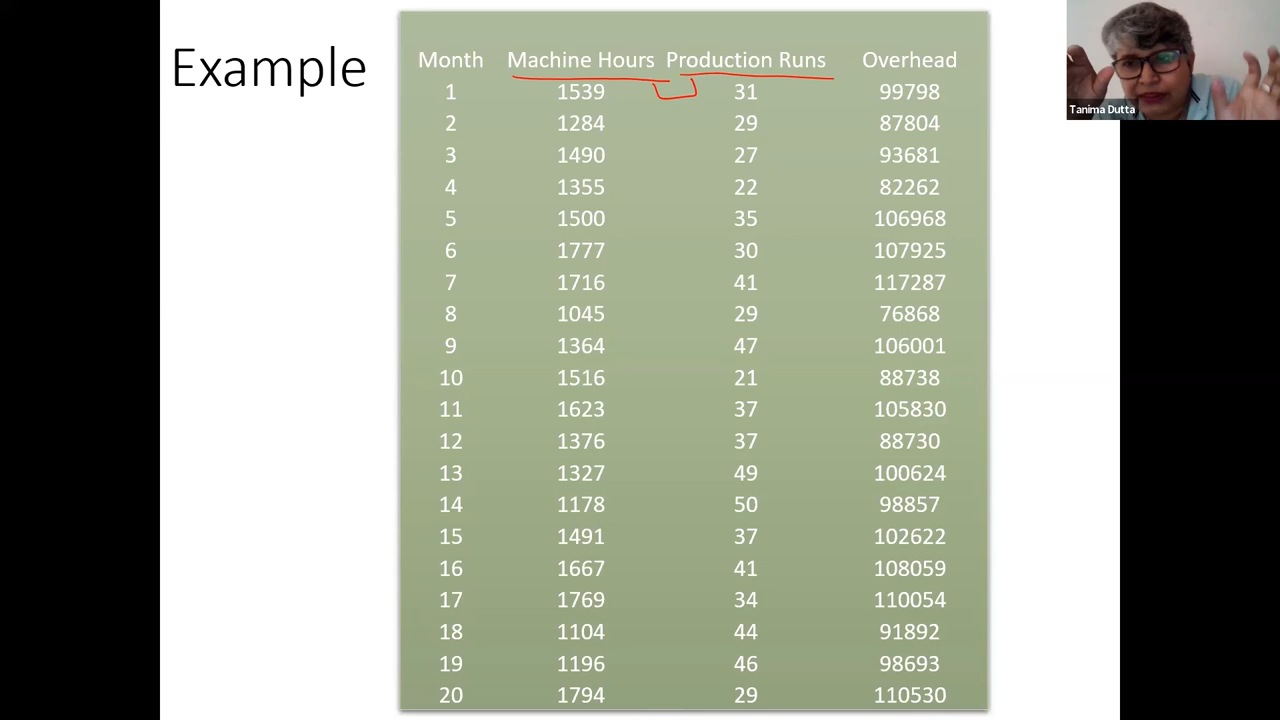 Example
Month Machine Hours Production Runs Overhead
1 1539 31 99798
2 1284 29 87804
3 1490 27 93681
4 1355 22 82262
5 1500 35 106968
6 1777 30 107925
7 1716 41 117287
8 1045 29 76868
9 1364 47 106001
10 1516 21 88738
11 1623 37 105830
12 1376 37 88730
13 1327 49 100624
14 1178 50 98857
15 1491 37 102622
16 1667 41 108059
17 1769 34 110054
18 1104 44 91892
19 1196 46 98693
20 1794 29 110530
Tanima Dutta